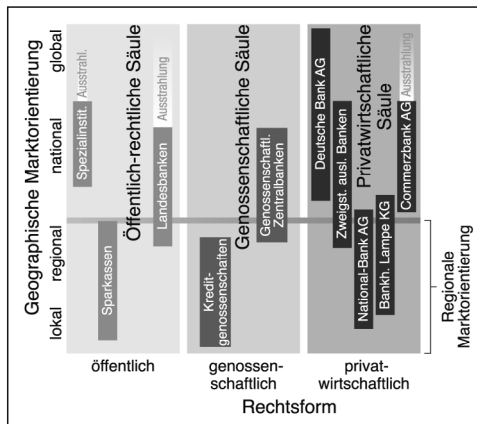 Geographische Marktorientierung
global
national
regional
lokal
Spezialinstit.
Ausstrahl.
Sparkassen
Öffentlich-rechtliche Säule
Landesbanken
Ausstrahlung
Kredit-
genossenschaften
Genossenschaftliche Säule
Genossenschaftl.
Zentralbanken
Deutsche Bank AG
Zweigst. ausl. Banken
Privatwirtschaftliche
Säule
National-Bank AG
Bankh. Lampe KG
Commerzbank AG
Ausstrahlung
Regionale
Marktorientierung
öffentlich
genossen-
schaftlich
privat-
wirtschaftlich
Rechtsform